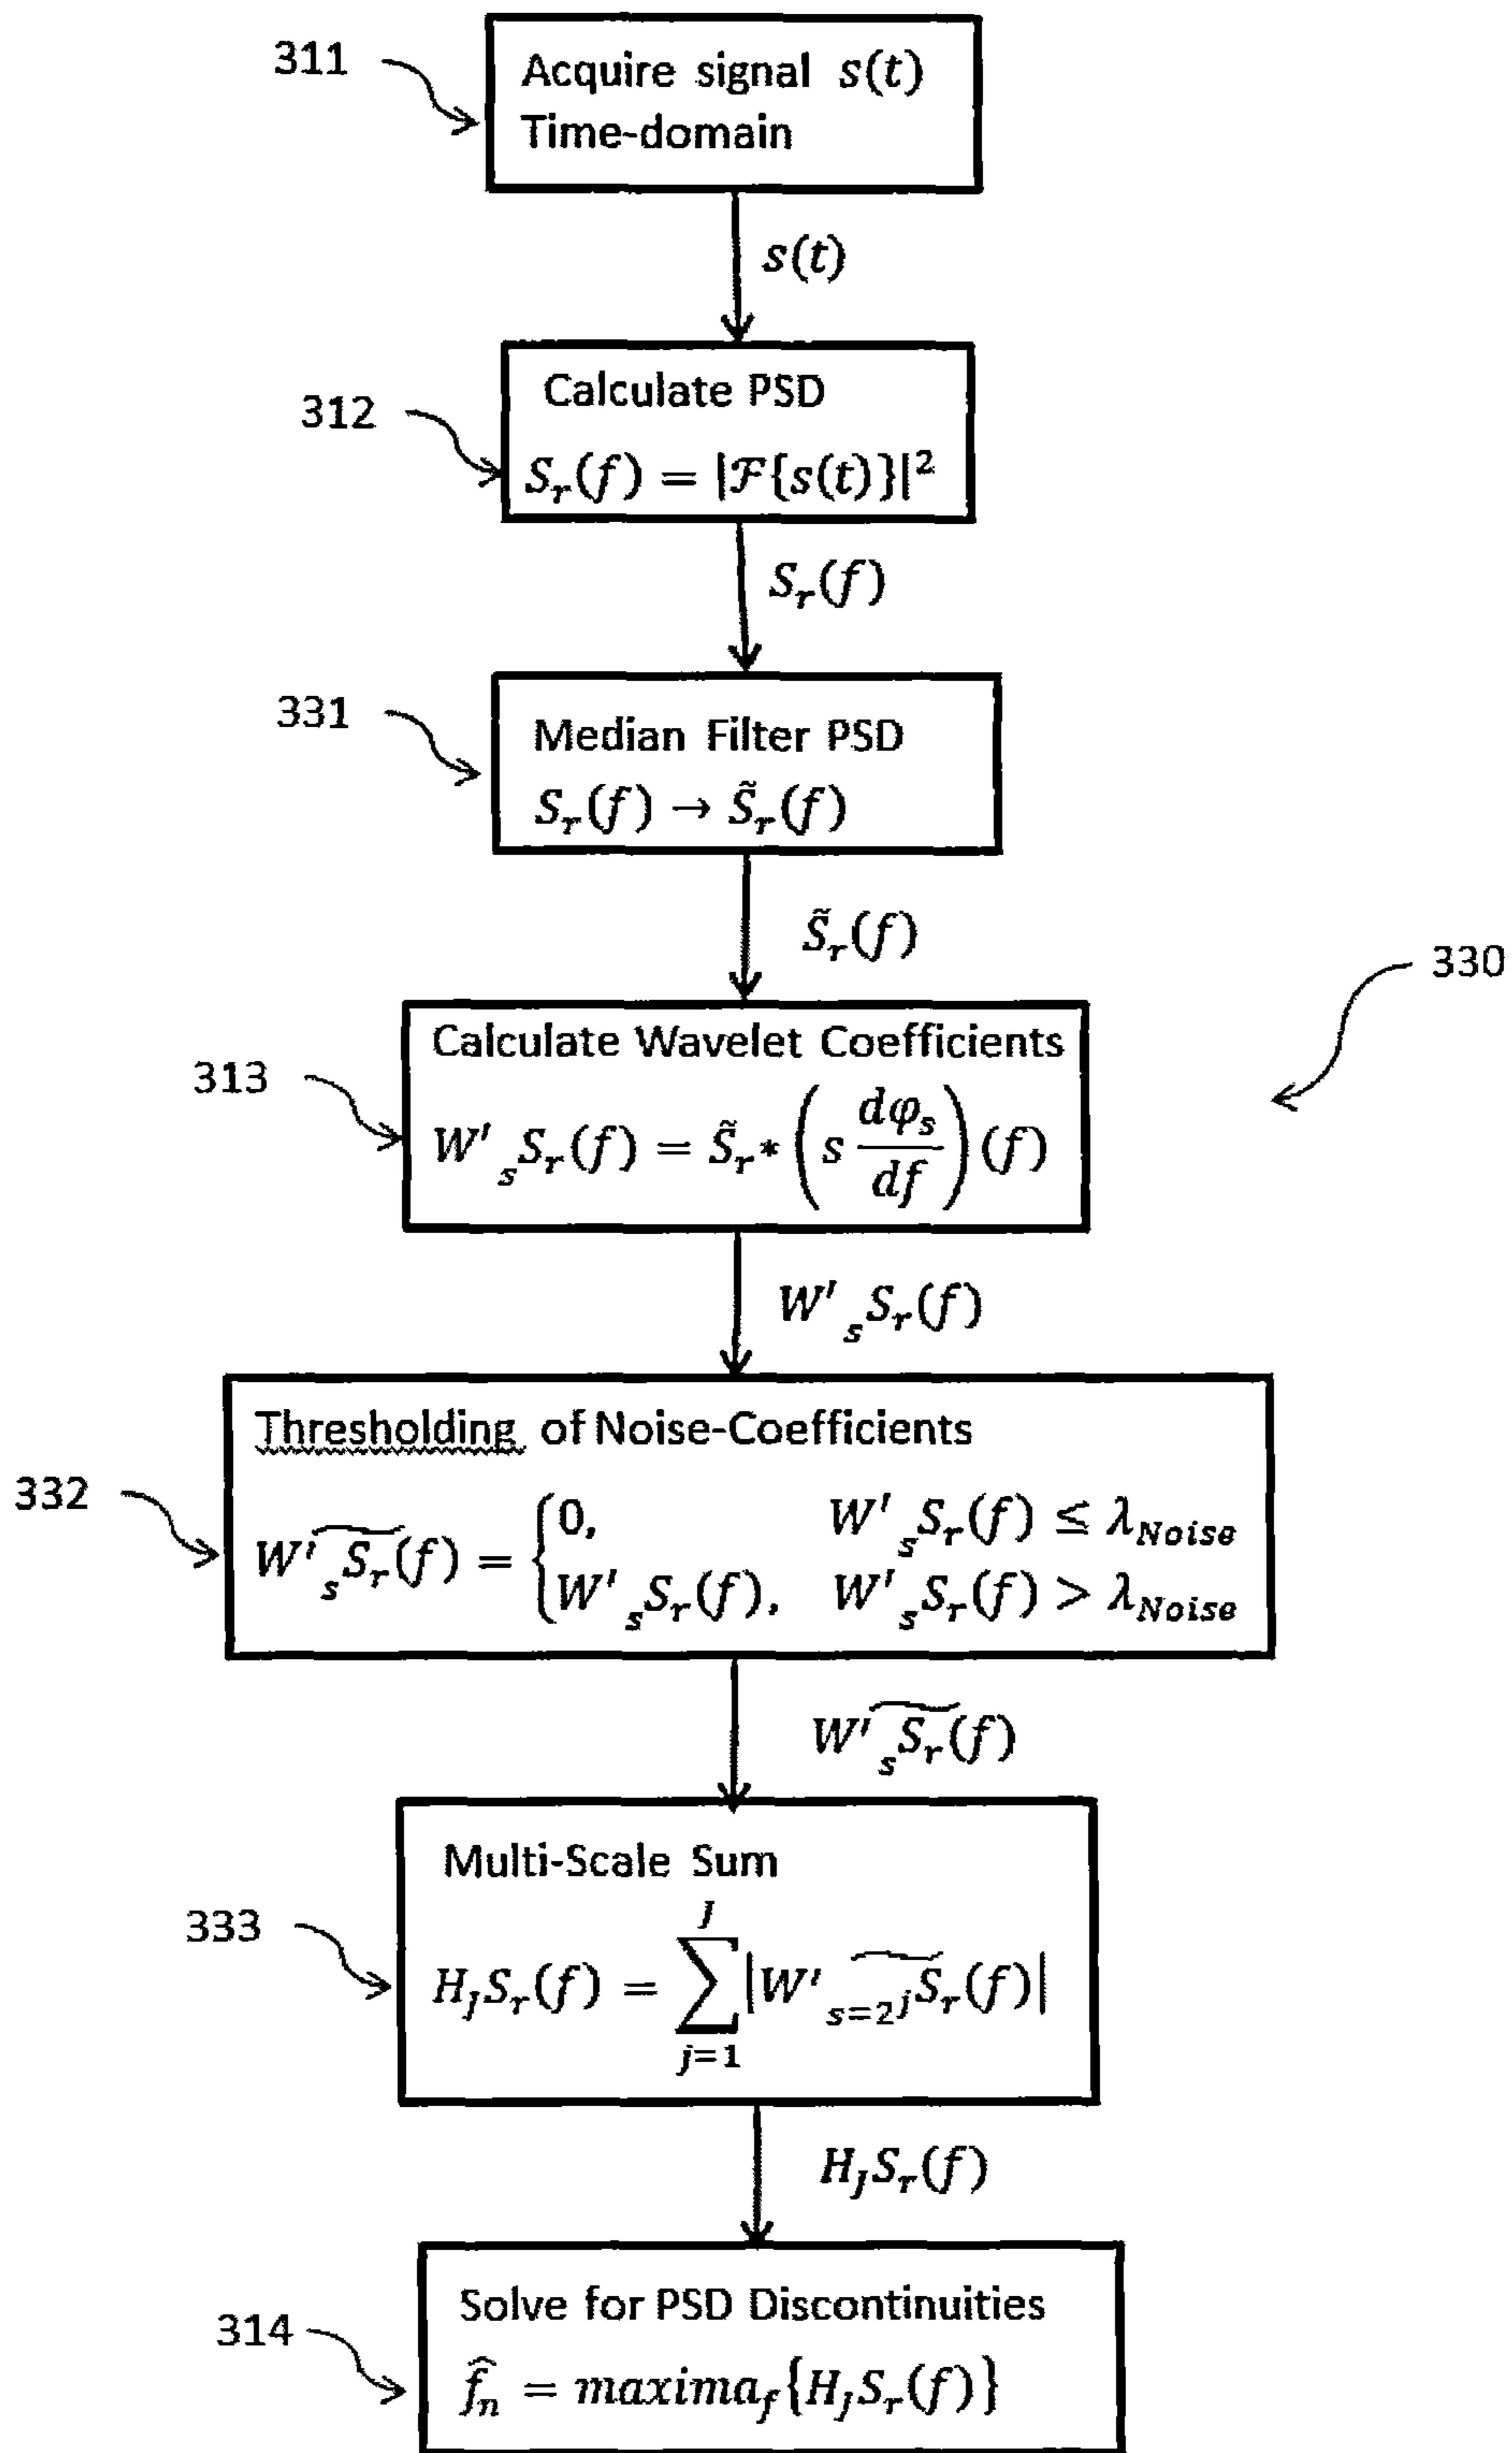 311
Acquire signal s(t)
Time-domain
s(t)
312
Calculate PSD
S_r(f) = |ℱ{s(t)}|²
S_r(f)
331
Median Filter PSD
S_r(f) → S̃_r(f)
S̃_r(f)
330
313
Calculate Wavelet Coefficients
W'_s S_r(f) = S̃_r * (s dφ_s/df)(f)
W'_s S_r(f)
332
Thresholding of Noise-Coefficients
W'_s S̃_r(f) = { 0, W'_s S_r(f) ≤ λ_Noise
W'_s S_r(f), W'_s S_r(f) > λ_Noise
W'_s S̃_r(f)
333
Multi-Scale Sum
H_J S_r(f) = ∑_{j=1}^{J} |W'_{s=2^j} S̃_r(f)|
H_J S_r(f)
314
Solve for PSD Discontinuities
f̂_n = maxima_f{H_J S_r(f)}